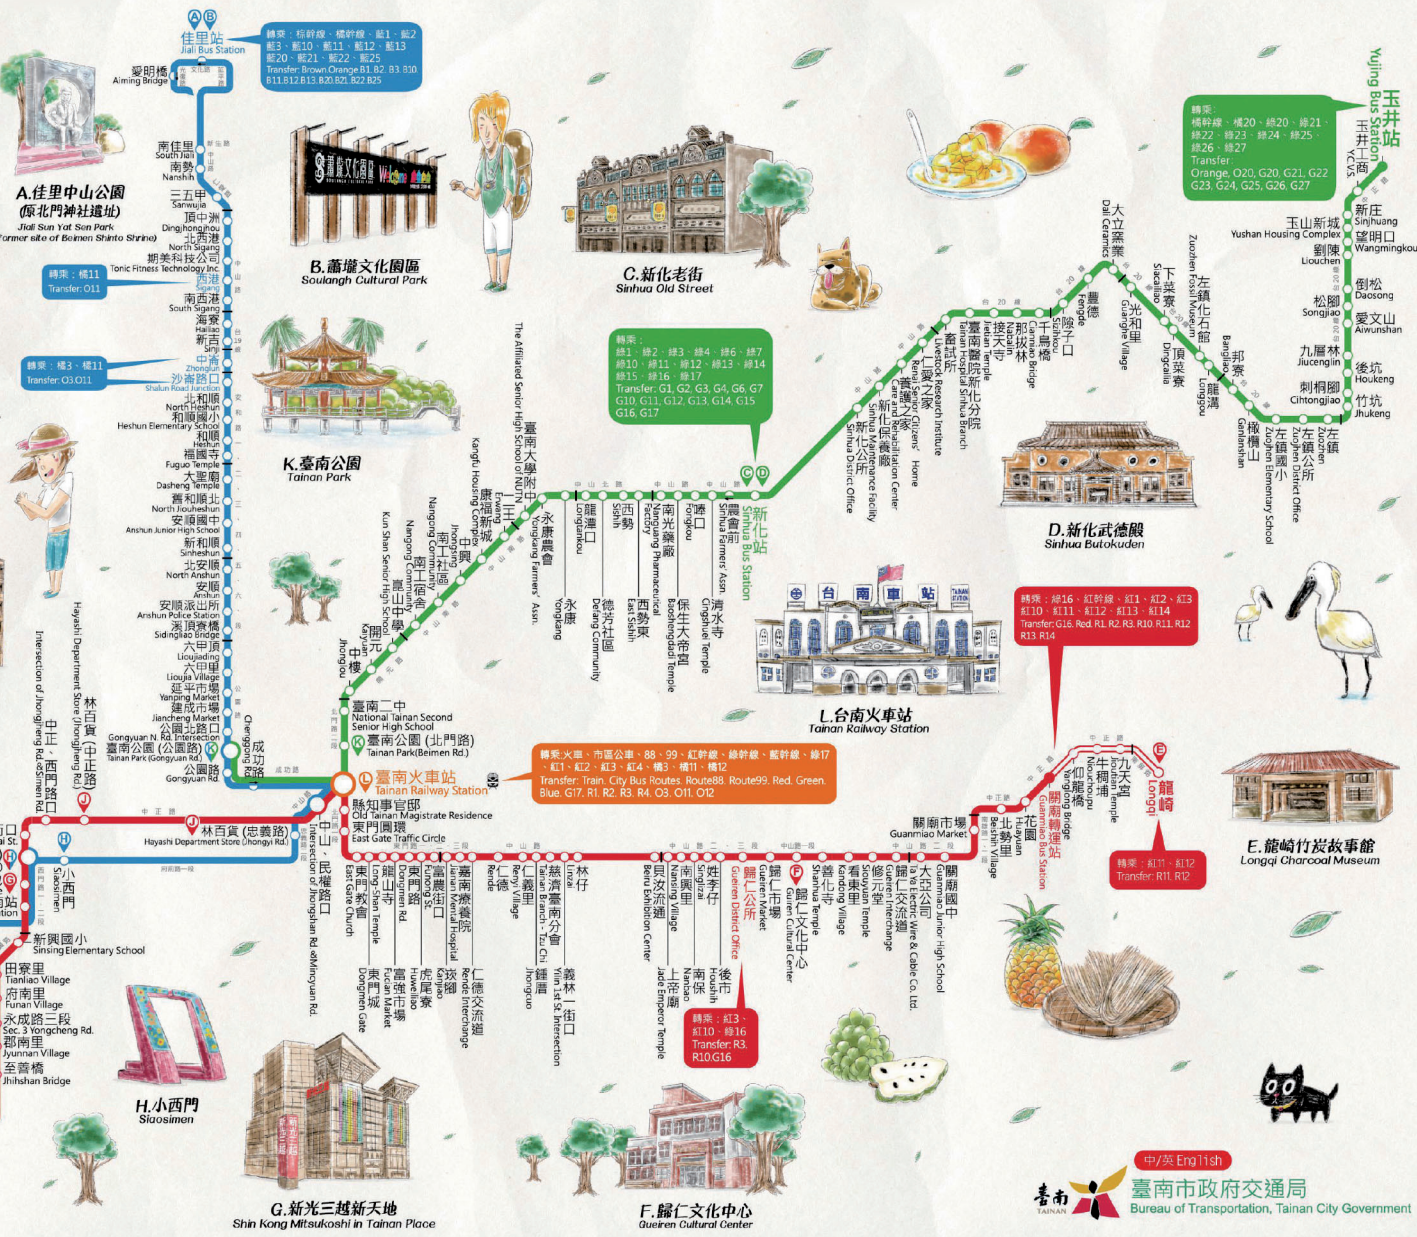 佳里站
Jiali Bus Station
轉乘：棕幹線、橘幹線、藍1、藍2
藍3、藍10、藍11、藍12、藍13
藍20、藍21、藍22、藍25
Transfer: Brown.Orange B1. B2. B3. B10
B11.B12.B13. B20.B21. B22.B25
愛明橋
Aiming Bridge
A.佳里中山公園
(原北門神社遺址)
Jiali Sun Yat Sen Park
南佳里
South Jiali
南勢
Nanshih
三五甲
Sanwujia
頂中洲
Dingjhongjhou
北西港
North Sigang
期美科技公司
Tonic Fitness Technology Inc.
西港
Sigang
轉乘：橘11
Transfer: O11
南西港
South Sigang
海寮
Hailiao
新吉
Sinji
中崙
Zhonglun
沙崙路口
Shalun Road Junction
轉乘：橘3、橘11
Transfer: O3.O11
北和順
North Heshun
和順國小
Heshun Elementary School
和順
Heshun
福國寺
Fuguo Temple
大聖廟
Dasheng Temple
舊和順北
North Jiouheshun
安順國中
Anshun Junior High School
新和順
Sinheshun
北安順
North Anshun
安順
Anshun
安順派出所
Anshun Police Station
溪頂寮橋
Sidingliao Bridge
六甲頂
Lioujiading
六甲里
Lioujia Village
延平市場
Yanping Market
建成市場
Jiancheng Market
公園北路口
Gongyuan N. Rd. Intersection
臺南公園 (公園路)
Tainan Park (Gongyuan Rd.)
公園路
Gongyuan Rd.
成功路
Chenggong Rd.
B.蕭壠文化園區
Soulangh Cultural Park
C.新化老街
Sinhua Old Street
K.臺南公園
Tainan Park
轉乘：
綠1、綠2、綠3、綠4、綠6、綠7
綠10、綠11、綠12、綠13、綠14
綠15、綠16、綠17
Transfer: G1, G2, G3, G4, G6, G7
G10, G11, G12, G13, G14, G15
G16, G17
轉乘：
橘幹線、橘20、綠20、綠21、
綠22、綠23、綠24、綠25、
綠26、綠27
Transfer:
Orange, O20, G20, G21, G22
G23, G24, G25, G26, G27
玉井站
Yujing Bus Station
玉井工商
Y.C.V.S.
新庄
Sinjhuang
玉山新城
Yushan Housing Complex
望明口
Wangmingkou
劉陳
Liouchen
倒松
Daosong
松腳
Songjiao
愛文山
Aiwunshan
九層林
Jiucenglin
後坑
Houkeng
刺桐腳
Cihtongjiao
竹坑
Jhukeng
左鎮
Zuozhen
左鎮公所
Zuojhen District Office
左鎮國小
Zuojhen Elementary School
橄欖山
Ganlanshan
龍溝
Longgou
邦寮
Bangliao
左鎮化石館
Zuozhen Fossil Museum
頂菜寮
Dingcailia
下菜寮
Siacailiao
光和里
Guanghe Village
大立窯業
Dali Ceramics
豐德
Fengde
隙子口
Sizihkou
千鳥橋
Cianniao Bridge
那拔林
Nabalin
接天寺
Jietian Temple
臺南醫院新化分院
Tainan Hospital Sinhua Branch
畜試所
Livestock Research Institute
仁愛之家
Renai Senior Citizens' Home
養護之家
Care and Rehabilitation Center
新化保養廠
Sinhua Maintenance Facility
新化公所
Sinhua District Office
新化站
Sinhua Bus Station
農會前
Sinhua Farmers' Assn.
清水寺
Cingshuei Temple
唪口
Fongkou
保生大帝宮
Baoshengdadi Temple
南光藥廠
Nanguang Pharmaceutical
Factory
西勢東
East Sishih
西勢
Sishih
德芳社區
Defang Community
龍潭口
Longtankou
永康
Yongkang
永康農會
Yongkang Farmers' Assn.
臺南大學附中
The Affiliated Senior High School of NUTN
二王
Erwang
康福新城
Kangfu Housing Complex
中興
Jhongsing
南工社區
Nangong Community
南工宿舍
Nangong Community
崑山中學
Kun Shan Senior High School
開元
Kaiyuan
中樓
Jhonglou
臺南二中
National Tainan Second
Senior High School
臺南公園 (北門路)
Tainan Park(Beimen Rd.)
臺南火車站
Tainan Railway Station
轉乘:火車、市區公車、88、99、紅幹線、綠幹線、藍幹線、綠17
、紅1、紅2、紅3、紅4、橘3、橘11、橘12
Transfer: Train. City Bus Routes. Route88. Route99. Red. Green.
Blue. G17. R1. R2. R3. R4. O3. O11. O12
D.新化武德殿
Sinhua Butokuden
台南車站
L.台南火車站
Tainan Railway Station
轉乘：綠16、紅幹線、紅1、紅2、紅3
紅10、紅11、紅12、紅13、紅14
Transfer: G16. Red. R1. R2. R3. R10. R11. R12
R13. R14
縣知事官邸
Old Tainan Magistrate Residence
東門圓環
East Gate Traffic Circle
林百貨 (中正路)
Hayashi Department Store (Jhongjheng Rd.)
中正、西門路口
Intersection of Jhongjheng Rd.&Simen Rd.
林百貨 (忠義路)
Hayashi Department Store (Jhongyi Rd.)
中山、民權路口
Intersection of Jhongshan Rd.&Mincyuan Rd.
小西門
Siaosimen
新興國小
Sinsing Elementary School
田寮里
Tianliao Village
府南里
Funan Village
永成路三段
Sec. 3 Yongcheng Rd.
郡南里
Jyunnan Village
至善橋
Jhihshan Bridge
東門教會
East Gate Church
東門城
Dongmen Gate
龍山寺
Long-Shan Temple
富強市場
Fucian Market
東門路
Dongmen Rd.
虎尾寮
Hueweiliao
富農街口
Funong St.
崁腳
Kanjiao
嘉南療養院
Jianan Mental Hospital
仁德交流道
Rende Interchange
仁德
Rende
仁義里
Renyi Village
鍾厝
Jhongcuo
慈濟臺南分會
Tainan Branch - Tzu Chi
義林一街口
Yilin 1st St. Intersection
林仔
Linzai
貝汝流通
Beiru Exhibition Center
上帝廟
Jade Emperor Temple
南興里
Nansing Village
南保
Nanbao
姓李仔
Singlizai
後市
Houshih
歸仁公所
Gueiren District Office
轉乘：紅3、
紅10、綠16
Transfer: R3.
R10.G16
歸仁市場
Gueiren Market
歸仁文化中心
Guiren Cultural Center
善化寺
Shanhua Temple
看東里
Kandong Village
修元堂
Siouyuan Temple
歸仁交流道
Gueiren Interchange
大亞公司
Ta Ya Electric Wire & Cable Co. Ltd.
關廟國中
Guanmiao Junior High School
關廟市場
Guanmiao Market
北勢里
Beishih Village
花園
Huayuan
關廟轉運站
Guanmiao Bus Station
仰龍橋
Yanglong Bridge
牛稠埔
Nioucohoupu
九天宮
Jioutian Temple
龍崎
Longqi
轉乘：紅11、紅12
Transfer: R11. R12
E.龍崎竹炭故事館
Longqi Charcoal Museum
H.小西門
Siaosimen
G.新光三越新天地
Shin Kong Mitsukoshi in Tainan Place
F.歸仁文化中心
Gueiren Cultural Center
中/英 English
臺南
TAINAN
臺南市政府交通局
Bureau of Transportation, Tainan City Government